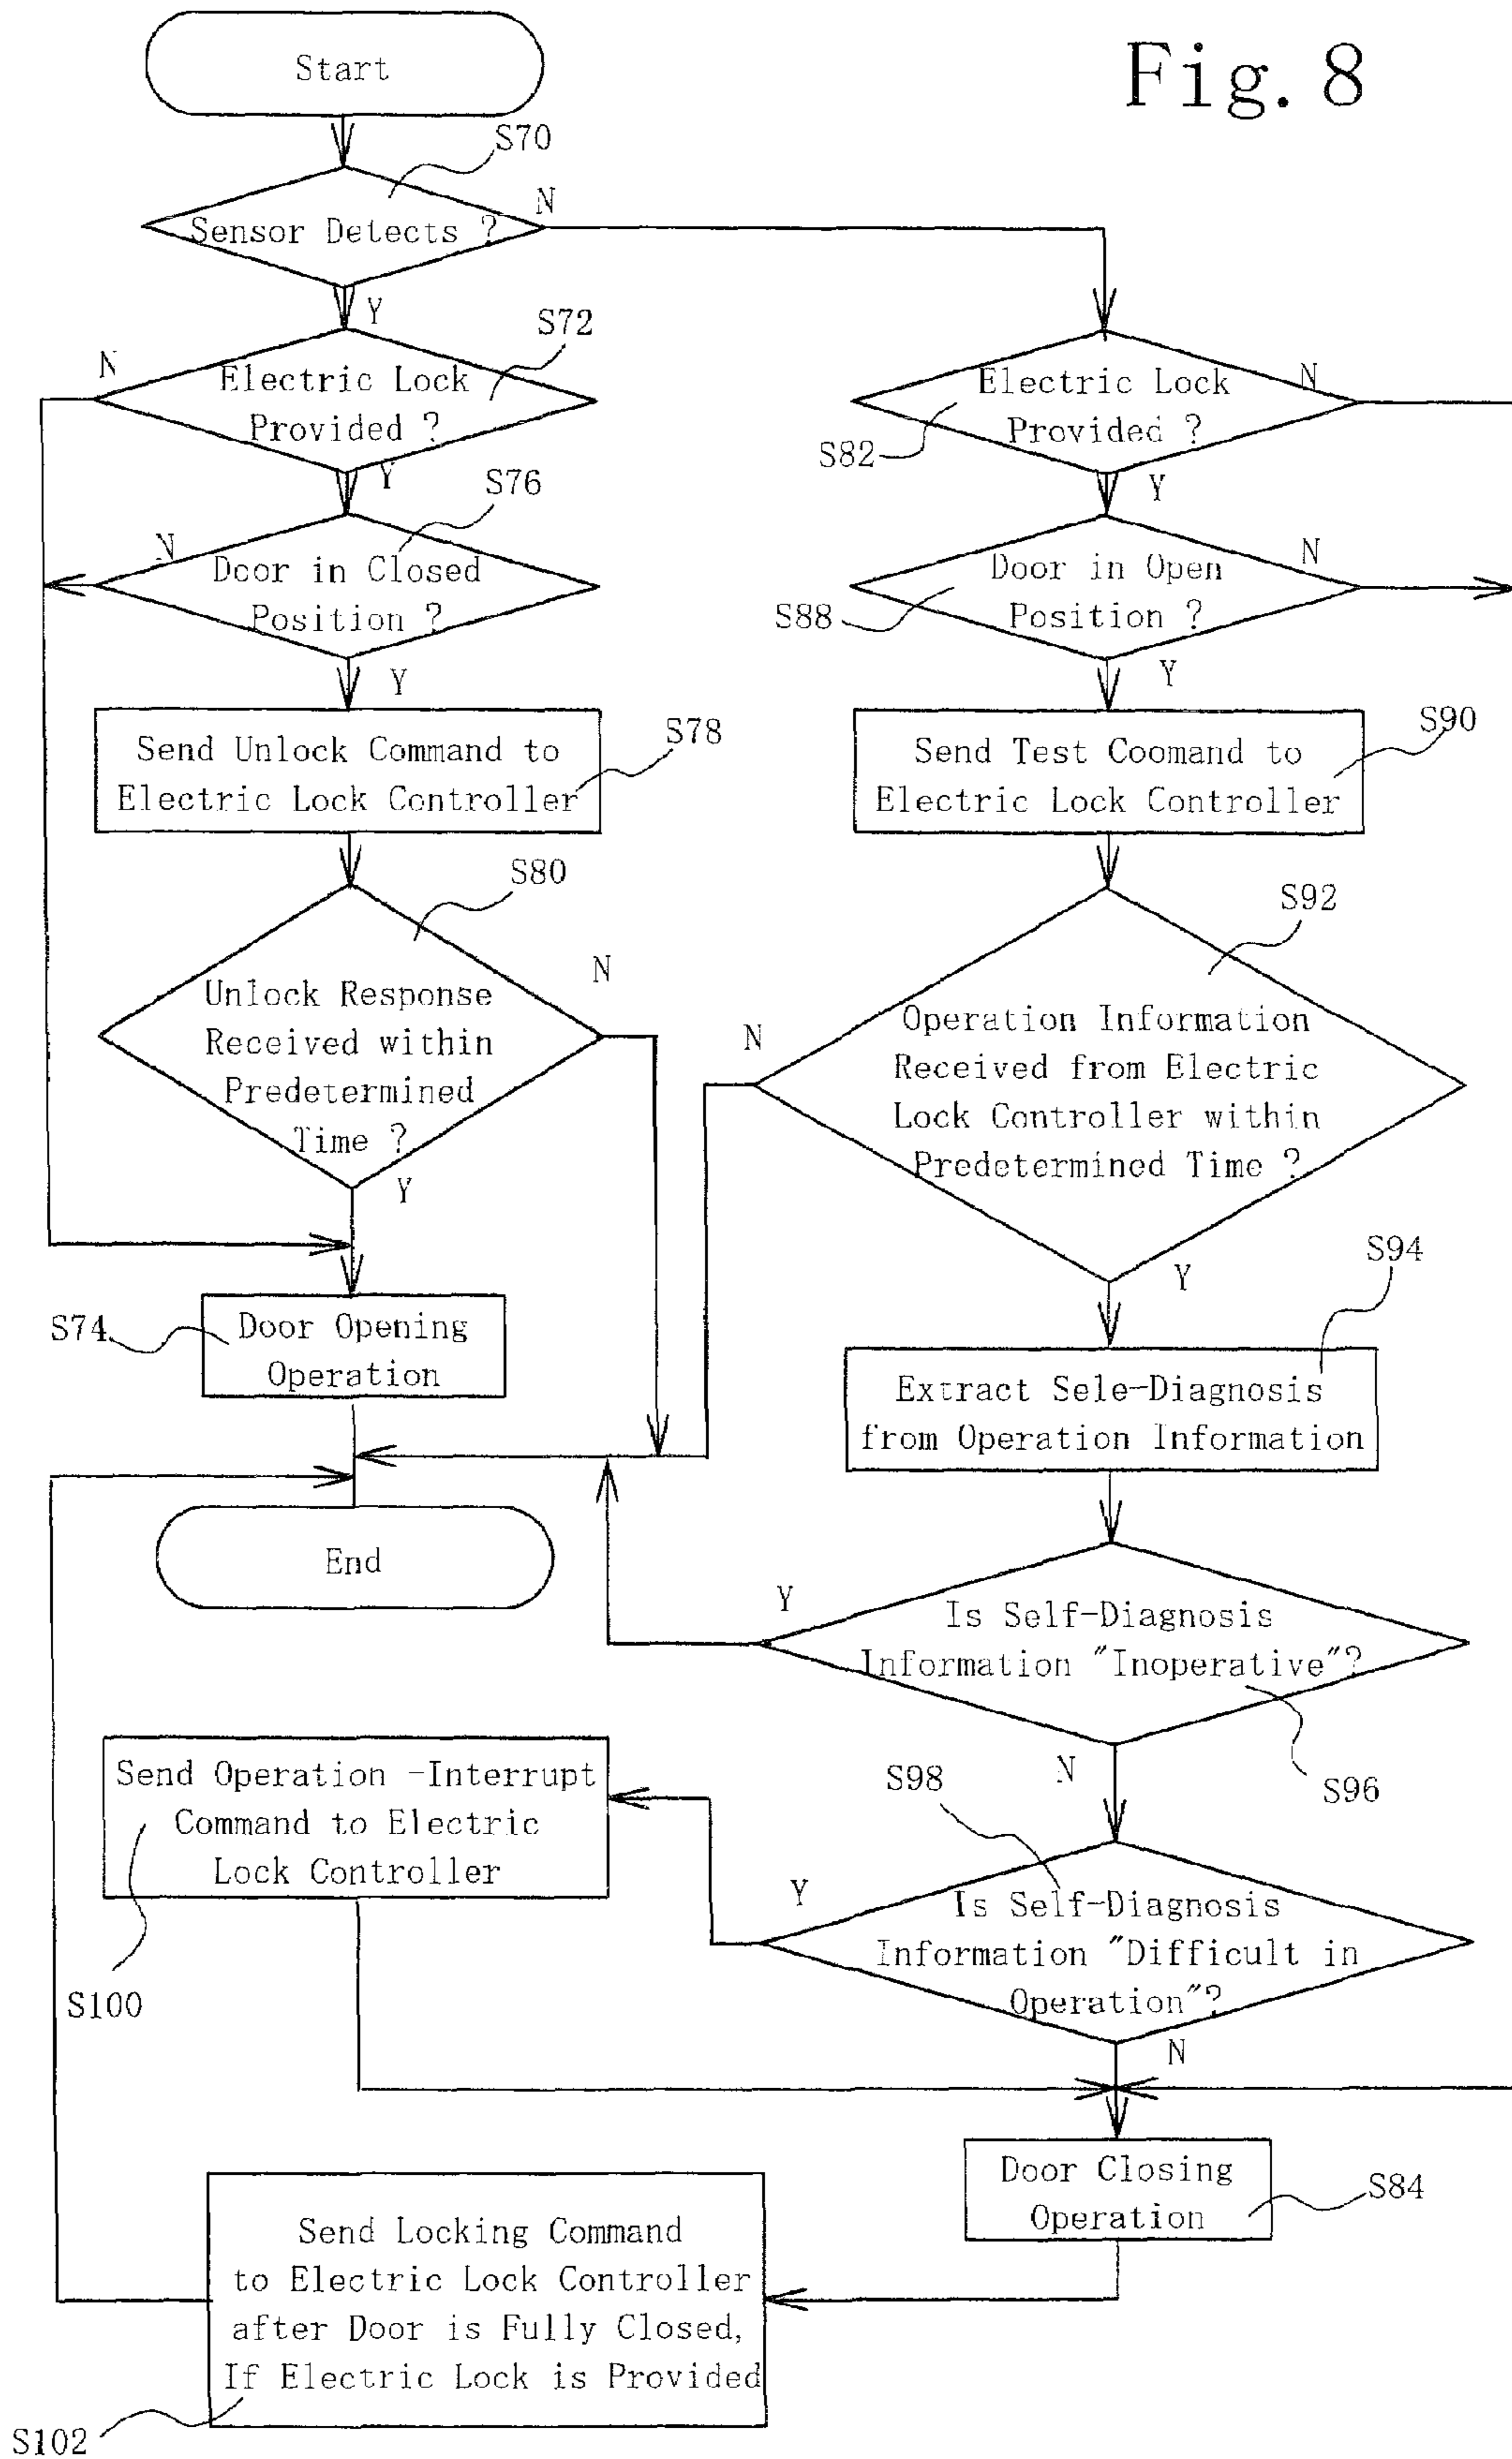 Fig. 8
Start
S70
Sensor Detects ?
N
Y
S72
Electric Lock
Provided ?
N
Y
S76
Door in Closed
Position ?
N
Y
Send Unlock Command to
Electric Lock Controller
S78
S80
Unlock Response
Received within
Predetermined
Time ?
N
Y
S74
Door Opening
Operation
End
Electric Lock
Provided ?
S82
N
Y
Door in Open
Position ?
S88
N
Y
Send Test Coomand to
Electric Lock Controller
S90
S92
Operation Information
Received from Electric
Lock Controller within
Predetermined Time ?
N
Y
S94
Extract Sele-Diagnosis
from Operation Information
Is Self-Diagnosis
Information "Inoperative"?
Y
N
S96
S98
Is Self-Diagnosis
Information "Difficult in
Operation"?
Y
N
Send Operation -Interrupt
Command to Electric
Lock Controller
S100
Door Closing
Operation
S84
Send Locking Command
to Electric Lock Controller
after Door is Fully Closed,
If Electric Lock is Provided
S102